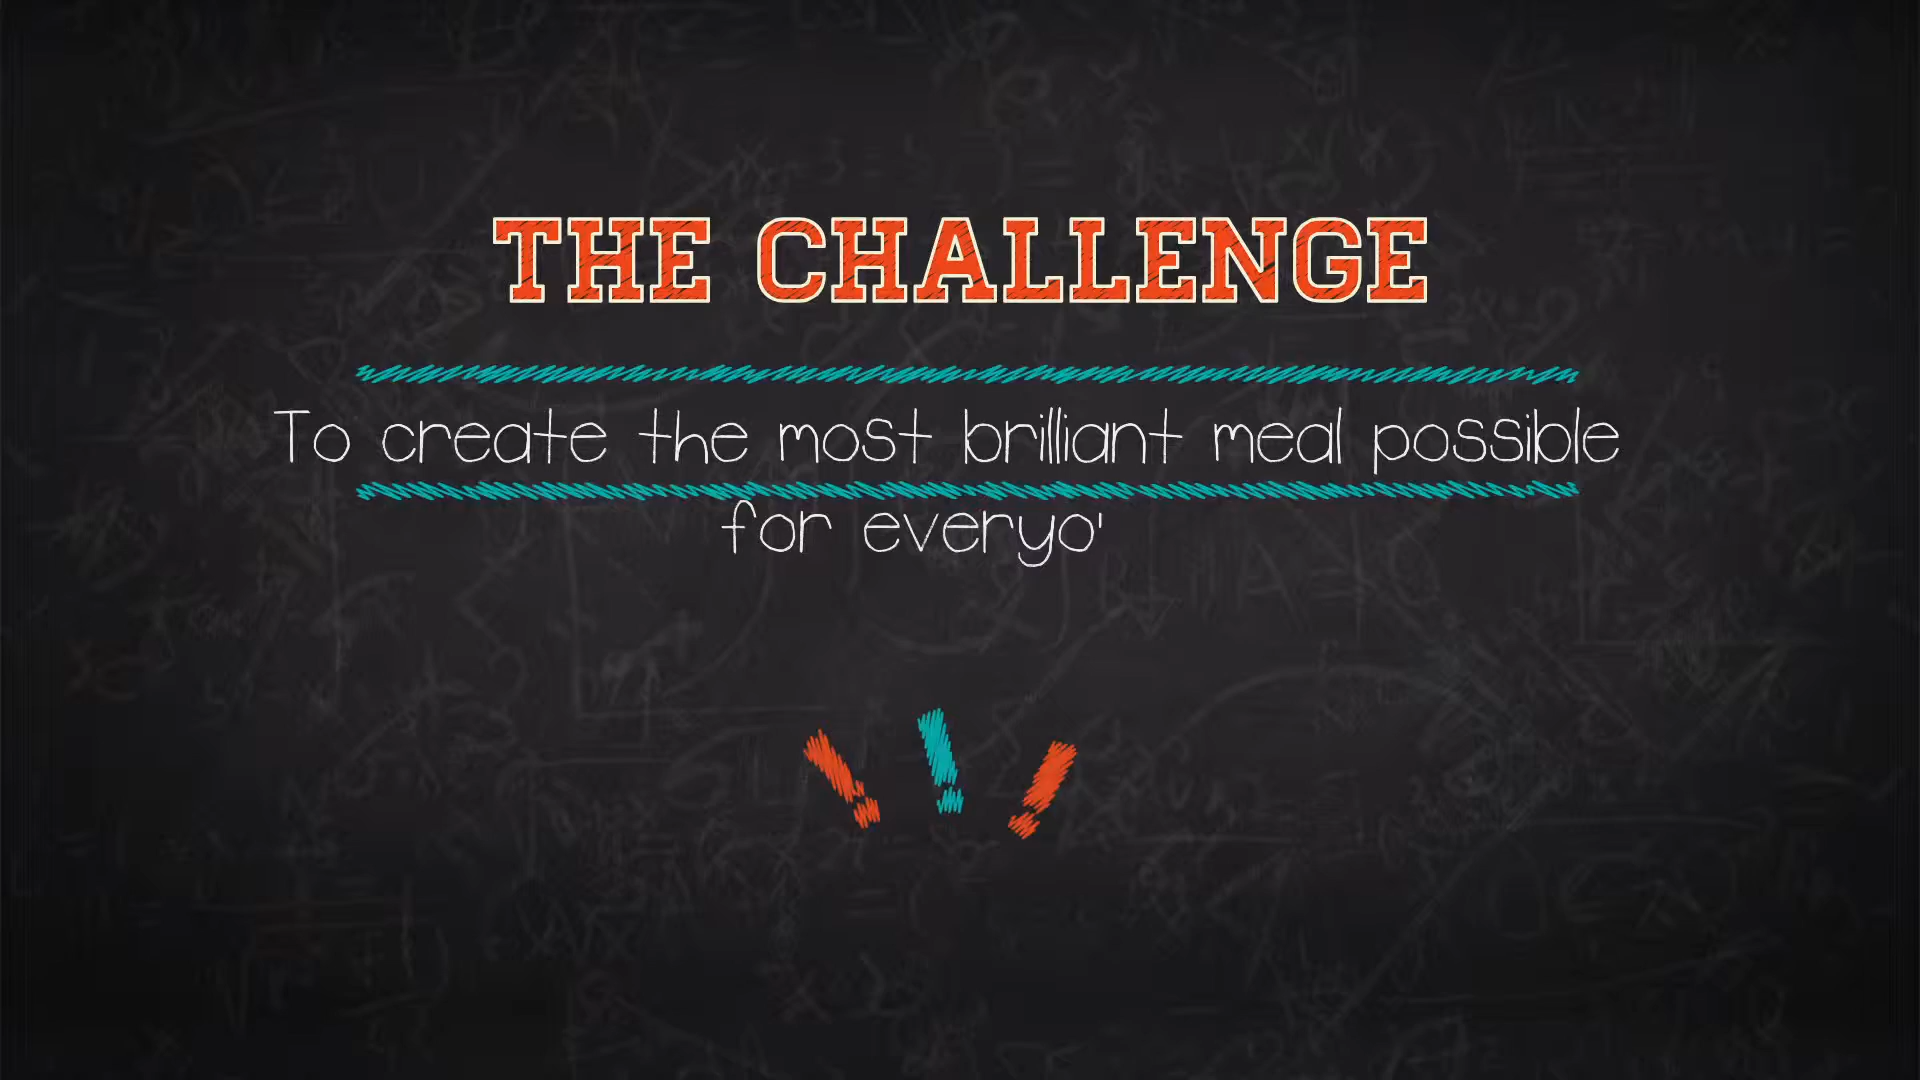 THE CHALLENGE
To create the most brilliant meal possible
for everyo'